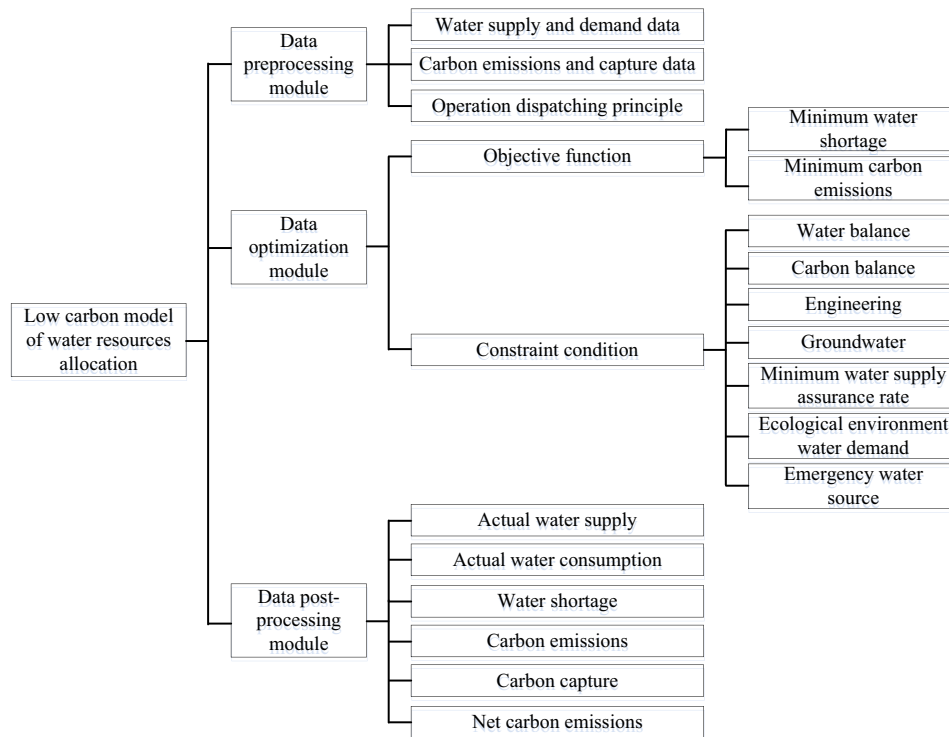 Low carbon model
of water resources
allocation
Data
preprocessing
module
Water supply and demand data
Carbon emissions and capture data
Operation dispatching principle
Data
optimization
module
Objective function
Minimum water
shortage
Minimum carbon
emissions
Constraint condition
Water balance
Carbon balance
Engineering
Groundwater
Minimum water supply
assurance rate
Ecological environment
water demand
Emergency water
source
Data post-
processing
module
Actual water supply
Actual water consumption
Water shortage
Carbon emissions
Carbon capture
Net carbon emissions